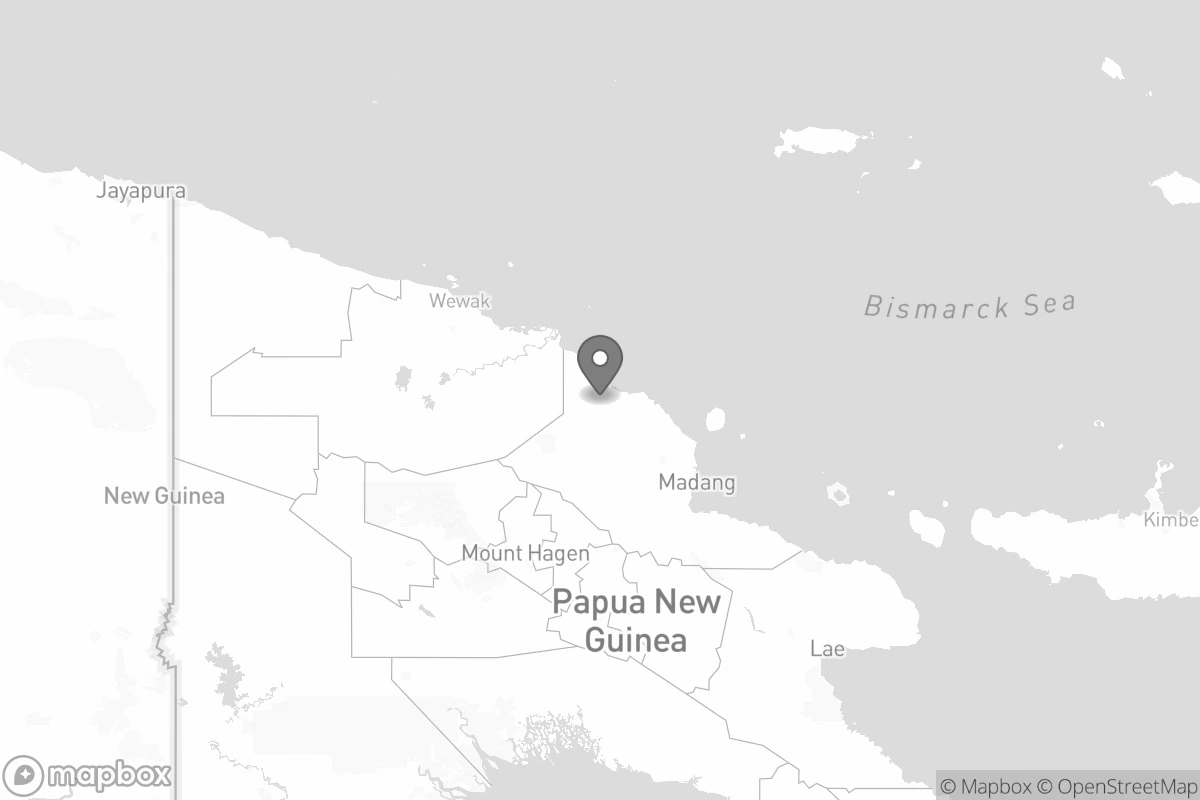 Jayapura
Wewak
Bismarck Sea
Madang
New Guinea
Kimbe
Mount Hagen
Papua New
Guinea
Lae
mapbox
© Mapbox © OpenStreetMap